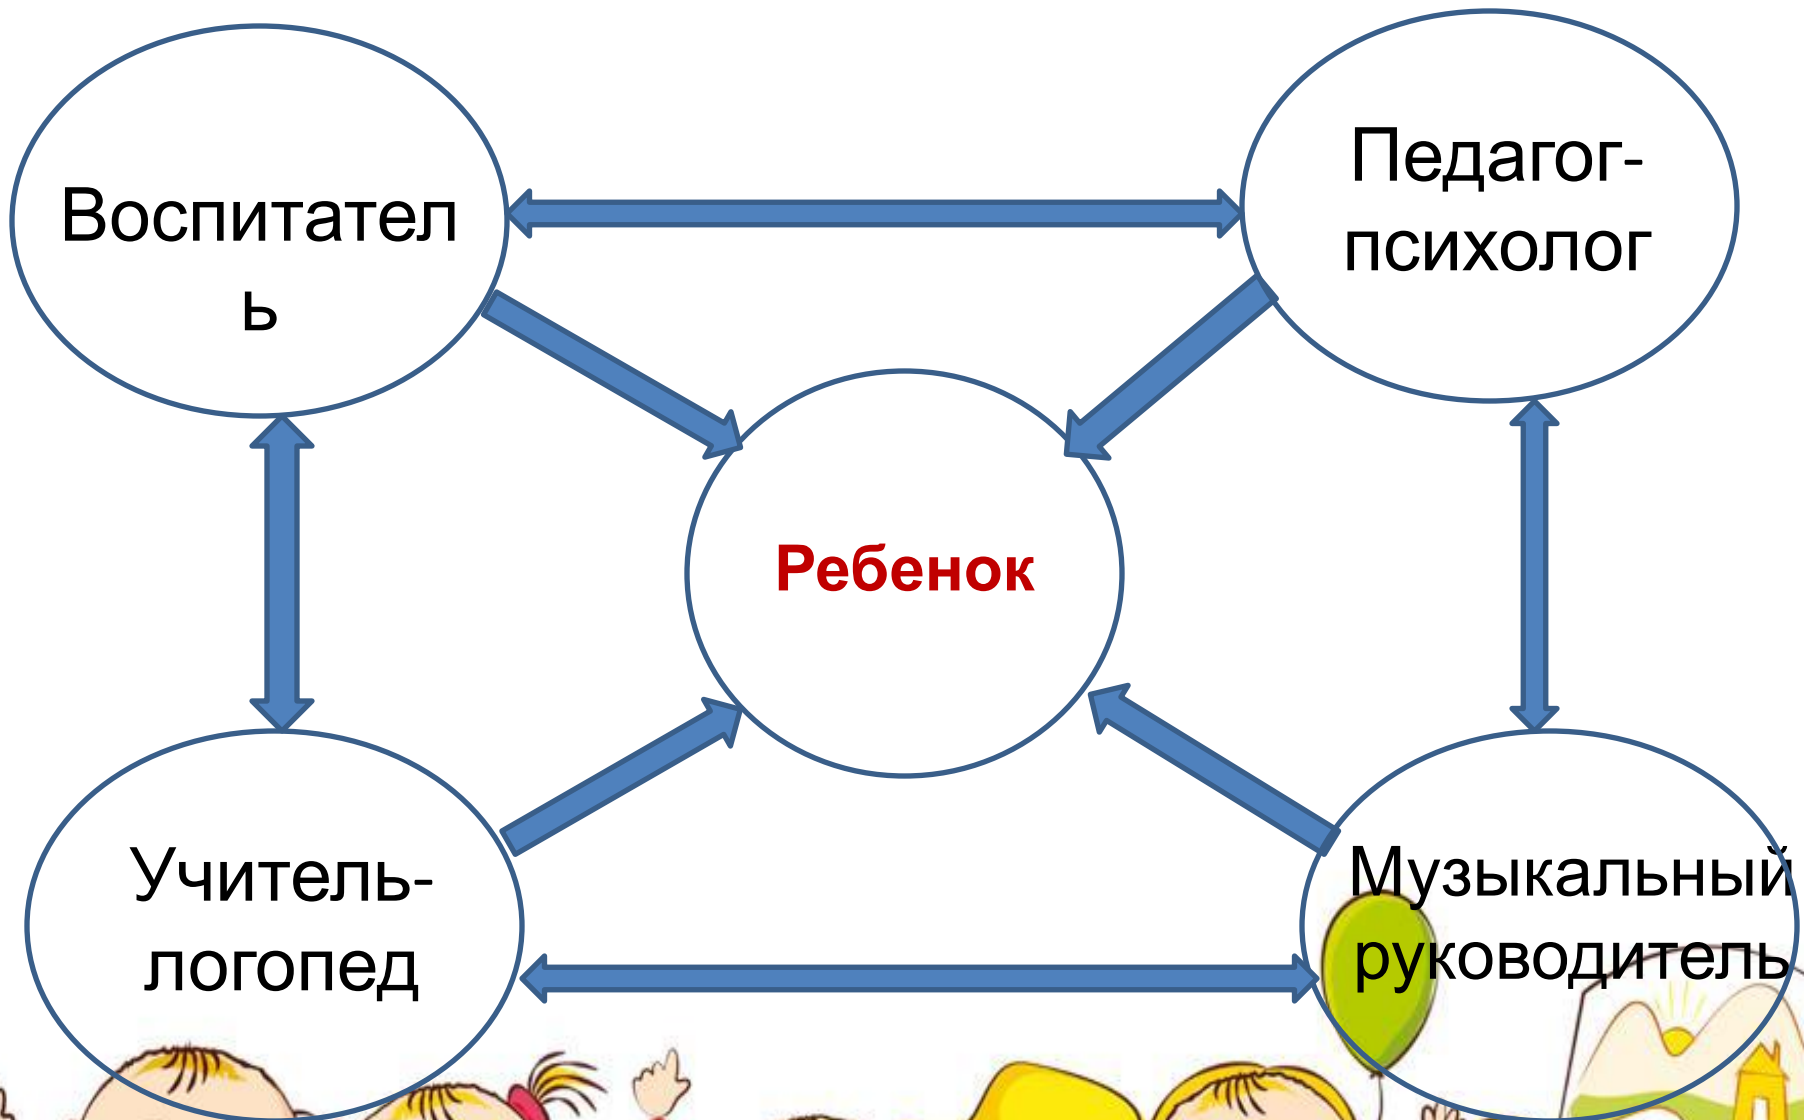 Воспитател
ь
Педагог-
психолог
Ребенок
Учитель-
логопед
Музыкальный
руководитель